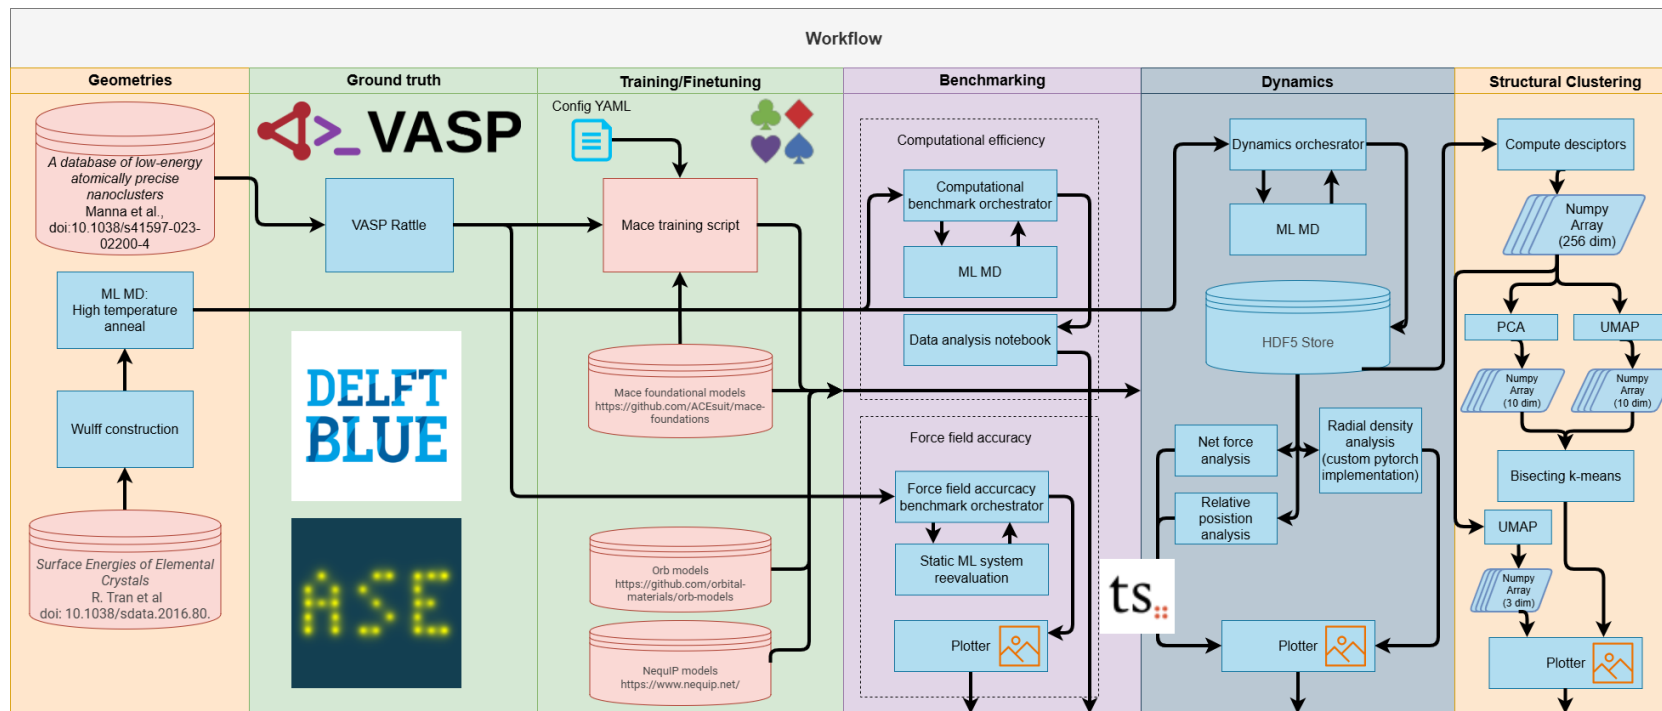 Workflow
Geometries
Ground truth
Training/Finetuning
Benchmarking
Dynamics
Structural Clustering
A database of low-energy
atomically precise
nanoclusters
Manna et al.,
doi:10.1038/s41597-023-
02200-4
ML MD:
High temperature
anneal
Wulff construction
Surface Energies of Elemental
Crystals
R. Tran et al
doi: 10.1038/sdata.2016.80.
VASP
VASP Rattle
DELFT
BLUE
ASE
Config YAML
Mace training script
Mace foundational models
https://github.com/ACEsuit/mace-
foundations
Orb models
https://github.com/orbital-
materials/orb-models
NequIP models
https://www.nequip.net/
Computational efficiency
Computational
benchmark orchestrator
ML MD
Data analysis notebook
Force field accuracy
Force field accurcacy
benchmark orchestrator
Static ML system
reevaluation
Plotter
ts
Dynamics orchesrator
ML MD
HDF5 Store
Net force
analysis
Radial density
analysis
(custom pytorch
implementation)
Relative
posistion
analysis
Plotter
Compute desciptors
Numpy
Array
(256 dim)
PCA
UMAP
Numpy
Array
(10 dim)
Numpy
Array
(10 dim)
Bisecting k-means
UMAP
Numpy
Array
(3 dim)
Plotter